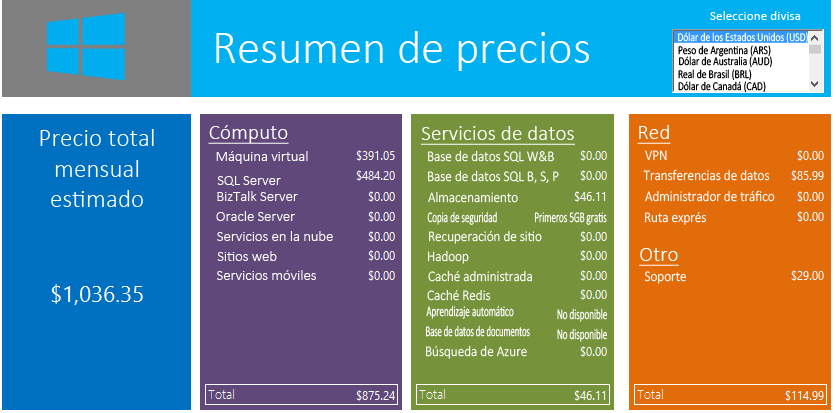 Resumen de precios
Seleccione divisa
Dólar de los Estados Unidos (USD)
Peso de Argentina (ARS)
Dólar de Australia (AUD)
Real de Brasil (BRL)
Dólar de Canadá (CAD)
Precio total
mensual
estimado
$1,036.35
Cómputo
Máquina virtual $391.05
SQL Server $484.20
BizTalk Server $0.00
Oracle Server $0.00
Servicios en la nube $0.00
Sitios web $0.00
Servicios móviles $0.00
Total $875.24
Servicios de datos
Base de datos SQL W&B $0.00
Base de datos SQL B, S, P $0.00
Almacenamiento $46.11
Copia de seguridad Primeros 5GB gratis
Recuperación de sitio $0.00
Hadoop $0.00
Caché administrada $0.00
Caché Redis $0.00
Aprendizaje automático No disponible
Base de datos de documentos No disponible
Búsqueda de Azure $0.00
Total $46.11
Red
VPN $0.00
Transferencias de datos $85.99
Administrador de tráfico $0.00
Ruta exprés $0.00
Otro
Soporte $29.00
Total $114.99